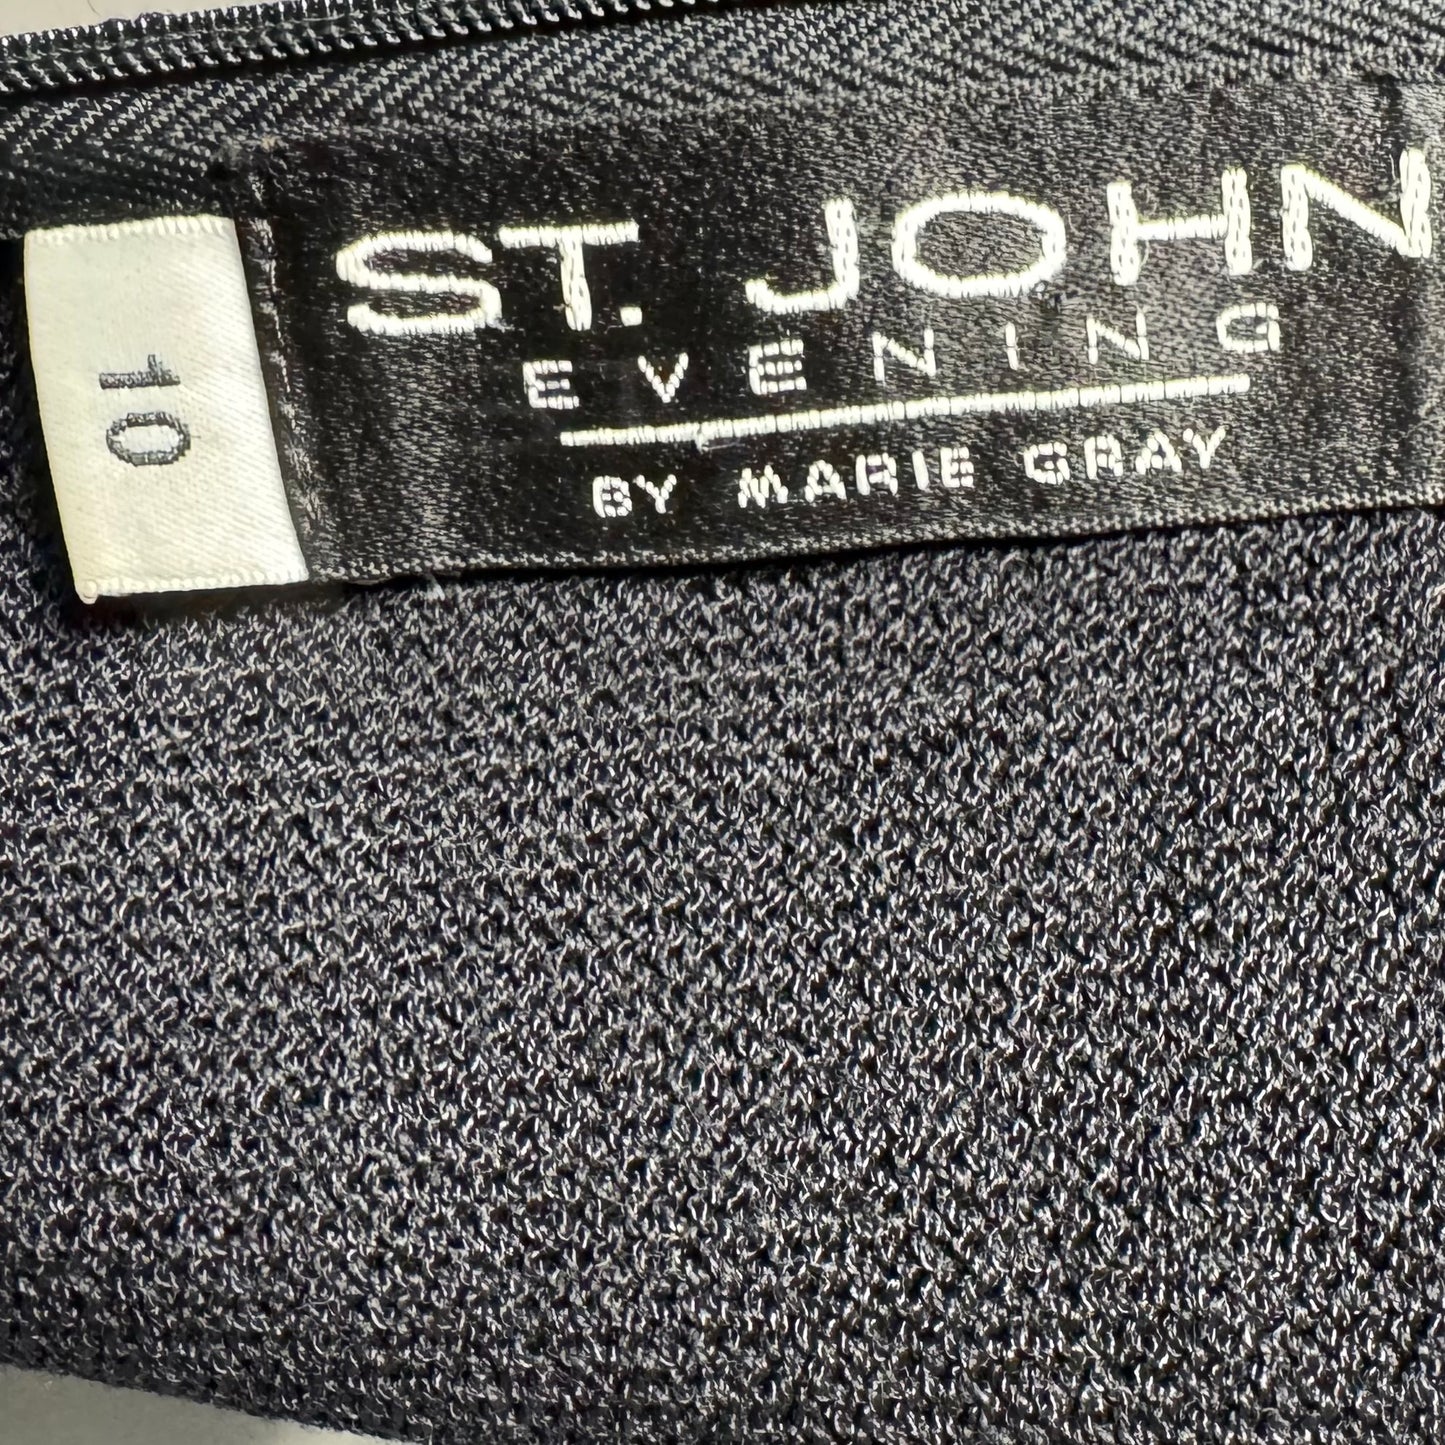 ST. JOHN
EVENING
BY MARIE GRAY
10